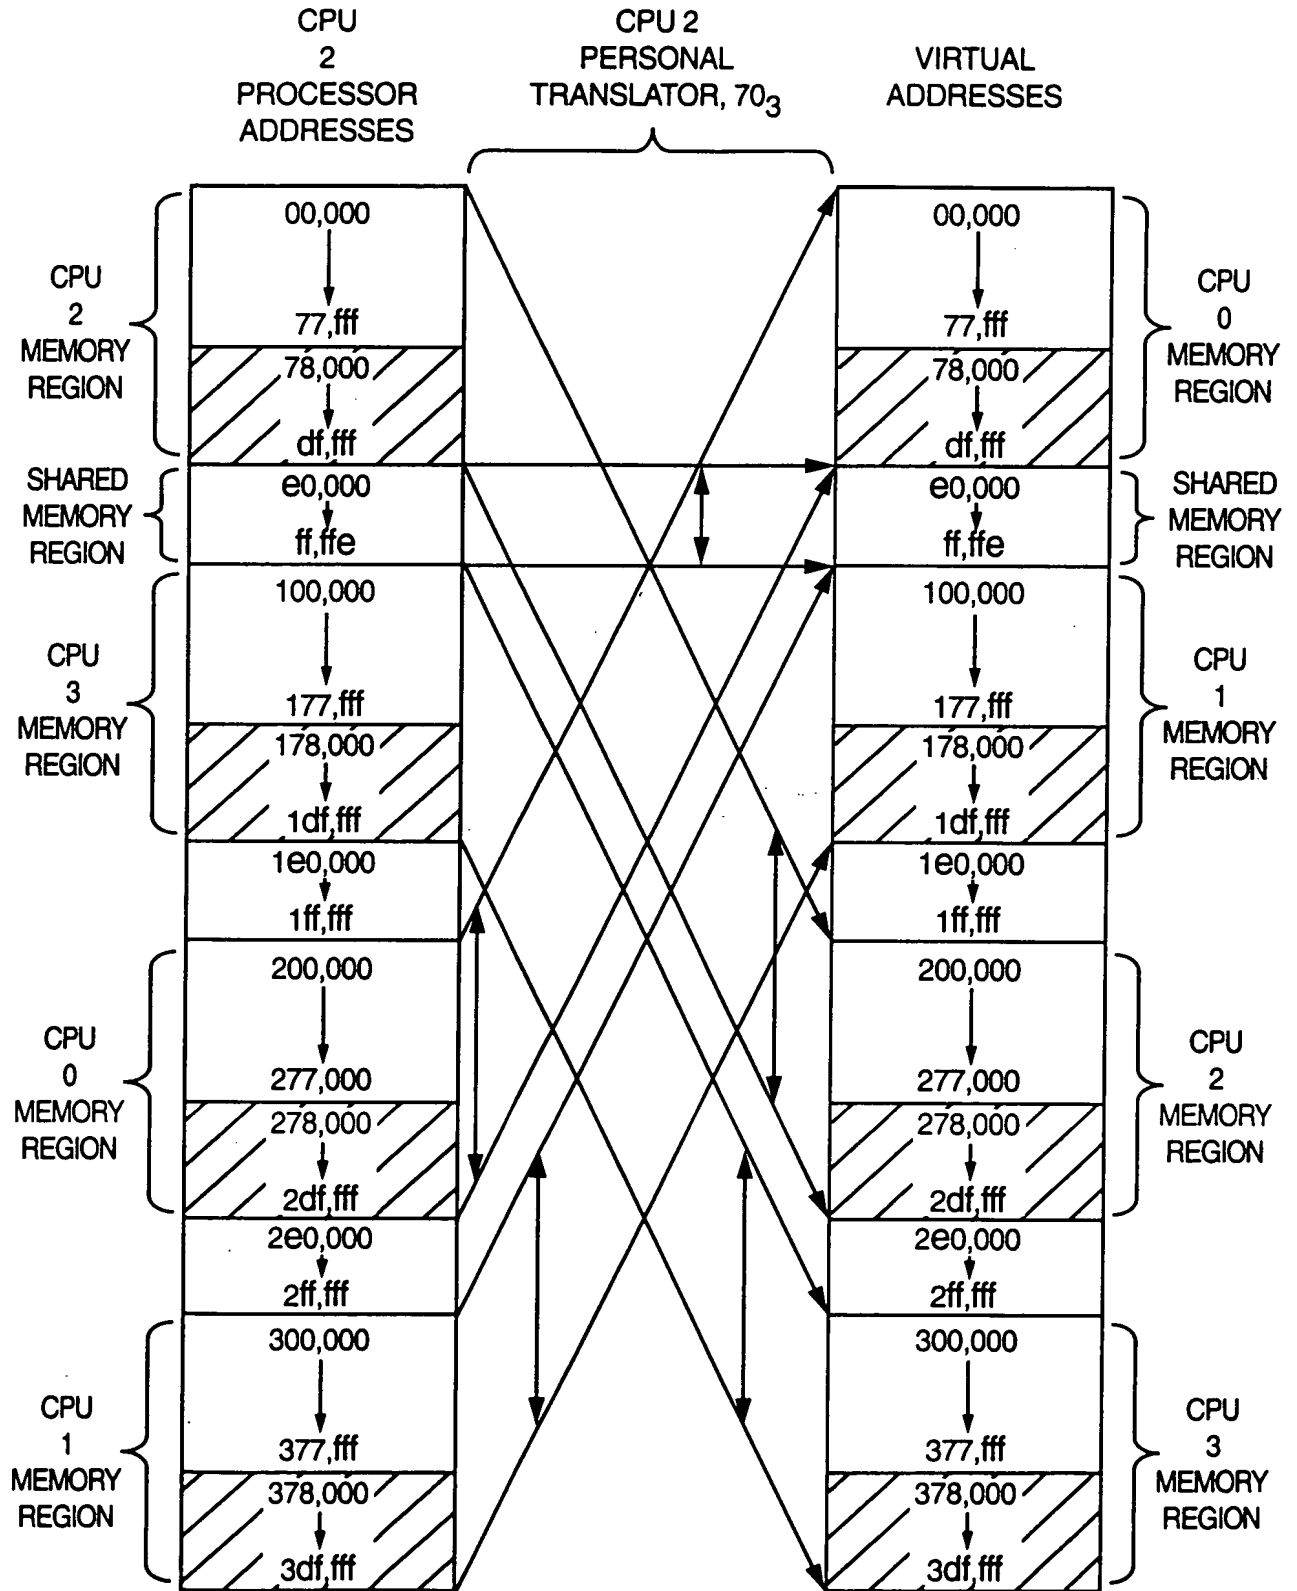 CPU
2
PROCESSOR
ADDRESSES
CPU 2
PERSONAL
TRANSLATOR, 70₃
VIRTUAL
ADDRESSES
CPU
2
MEMORY
REGION
SHARED
MEMORY
REGION
CPU
3
MEMORY
REGION
CPU
0
MEMORY
REGION
CPU
1
MEMORY
REGION
00,000
77,fff
78,000
df,fff
e0,000
ff,ffe
100,000
177,fff
178,000
1df,fff
1e0,000
1ff,fff
200,000
277,000
278,000
2df,fff
2e0,000
2ff,fff
300,000
377,fff
378,000
3df,fff
00,000
77,fff
78,000
df,fff
e0,000
ff,ffe
100,000
177,fff
178,000
1df,fff
1e0,000
1ff,fff
200,000
277,000
278,000
2df,fff
2e0,000
2ff,fff
300,000
377,fff
378,000
3df,fff
CPU
0
MEMORY
REGION
SHARED
MEMORY
REGION
CPU
1
MEMORY
REGION
CPU
2
MEMORY
REGION
CPU
3
MEMORY
REGION